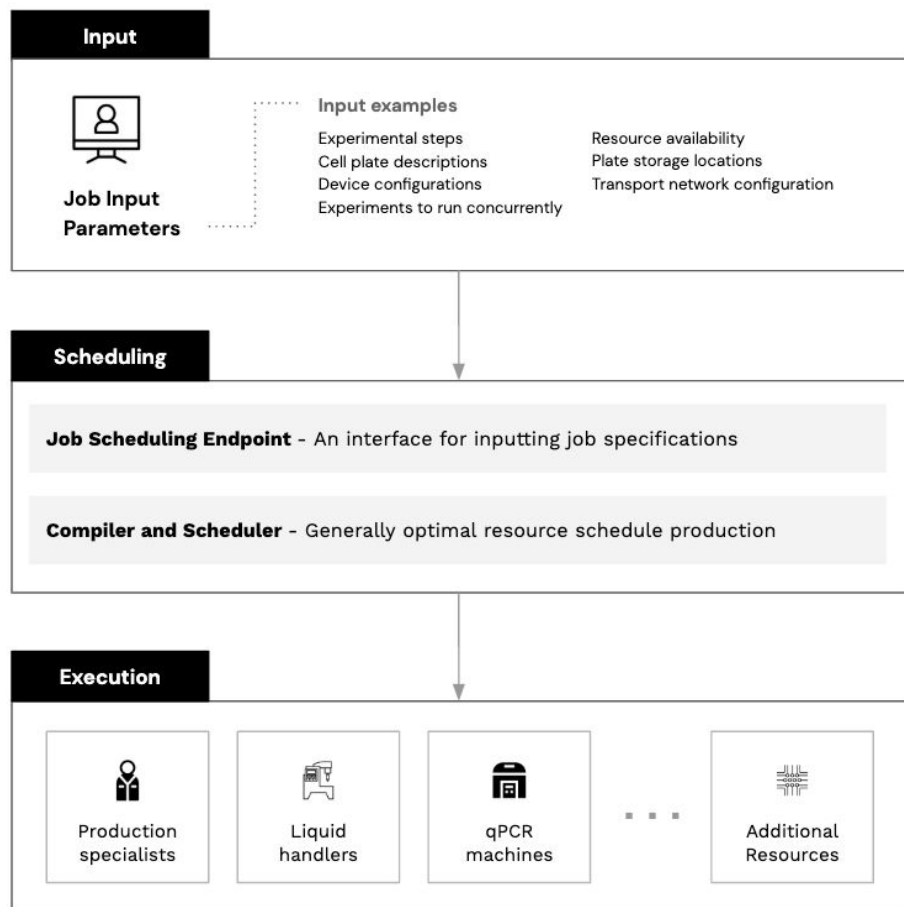 Input
Job Input
Parameters
Input examples
Experimental steps
Cell plate descriptions
Device configurations
Experiments to run concurrently
Resource availability
Plate storage locations
Transport network configuration
Scheduling
Job Scheduling Endpoint - An interface for inputting job specifications
Compiler and Scheduler - Generally optimal resource schedule production
Execution
Production
specialists
Liquid
handlers
qPCR
machines
Additional
Resources